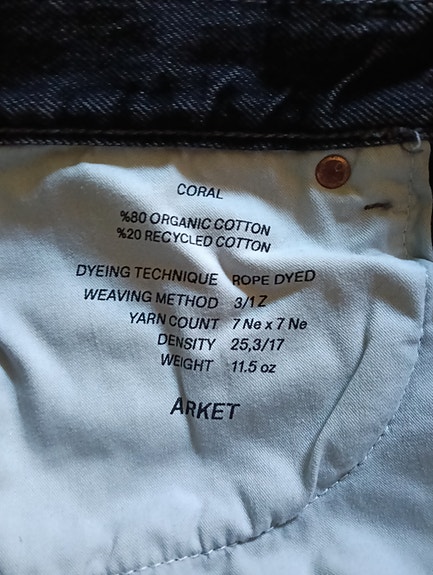 CORAL
%80 ORGANIC COTTON
%20 RECYCLED COTTON
DYEING TECHNIQUE ROPE DYED
WEAVING METHOD 3/1 Z
YARN COUNT 7 Ne x 7 Ne
DENSITY 25,3/17
WEIGHT 11.5 oz
ARKET